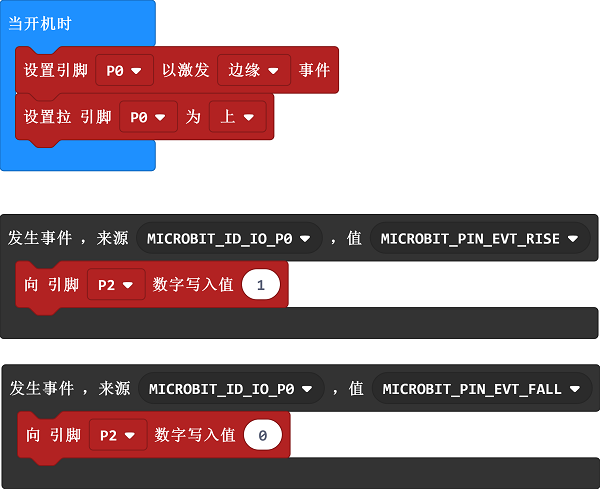 当开机时
设置引脚 P0 以激发 边缘 事件
设置拉 引脚 P0 为 上
发生事件，来源 MICROBIT_ID_IO_P0 ，值 MICROBIT_PIN_EVT_RISE
向 引脚 P2 数字写入值 1
发生事件，来源 MICROBIT_ID_IO_P0 ，值 MICROBIT_PIN_EVT_FALL
向 引脚 P2 数字写入值 0